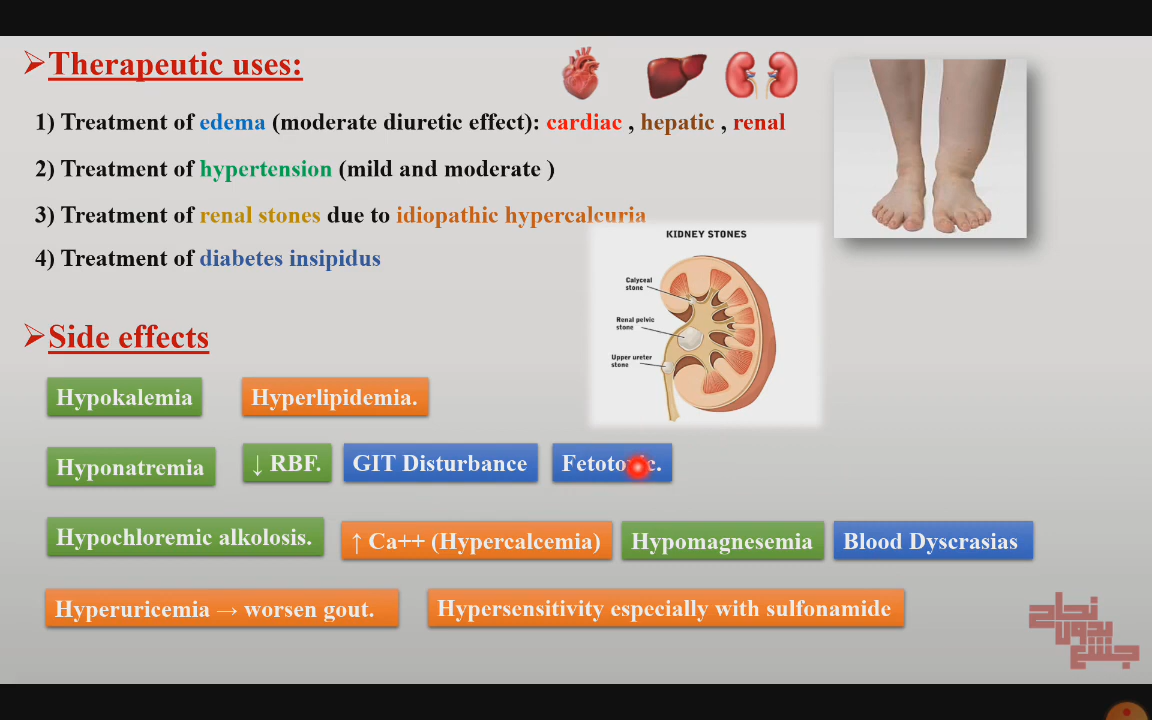 Therapeutic uses:
1) Treatment of edema (moderate diuretic effect): cardiac , hepatic , renal
2) Treatment of hypertension (mild and moderate )
3) Treatment of renal stones due to idiopathic hypercalcuria
4) Treatment of diabetes insipidus
KIDNEY STONES
Calyceal
stone
Renal pelvic
stone
Upper ureter
stone
Side effects
Hypokalemia
Hyperlipidemia.
Hyponatremia
↓ RBF.
GIT Disturbance
Fetotoxic.
Hypochloremic alkolosis.
↑ Ca++ (Hypercalcemia)
Hypomagnesemia
Blood Dyscrasias
Hyperuricemia → worsen gout.
Hypersensitivity especially with sulfonamide